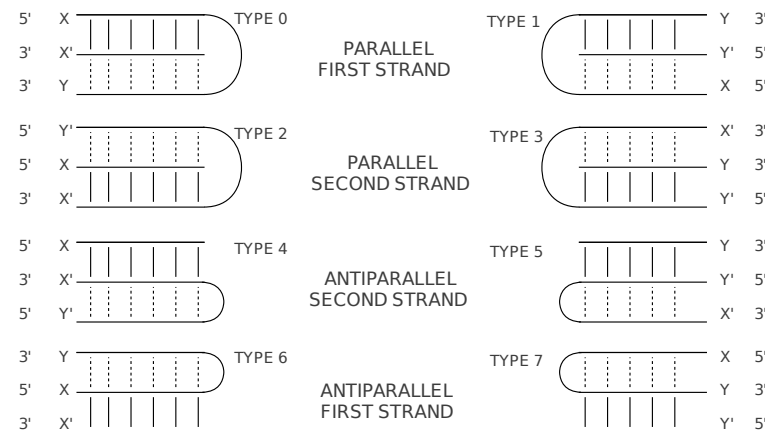 5' X TYPE 0 TYPE 1 Y 3'
3' X' PARALLEL Y' 5'
FIRST STRAND
3' Y X 5'
5' Y' TYPE 2 TYPE 3 X' 3'
5' X PARALLEL Y 3'
SECOND STRAND
3' X' Y' 5'
5' X TYPE 4 TYPE 5 Y 3'
3' X' ANTIPARALLEL Y' 5'
SECOND STRAND
5' Y' X' 3'
3' Y TYPE 6 TYPE 7 X 5'
5' X ANTIPARALLEL Y 3'
FIRST STRAND
3' X' Y' 5'